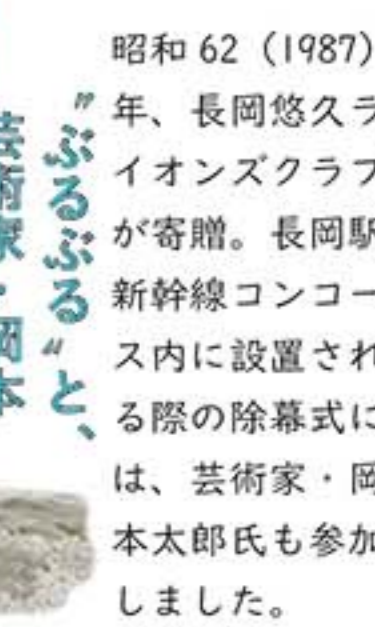 昭和62（1987）
年、長岡悠久ラ
イオンズクラブ
が寄贈。長岡駅
新幹線コンコー
ス内に設置され
る際の除幕式に
は、芸術家・岡
本太郎氏も参加
しました。
〝ぶるぶる〟と、
芸術家・岡本